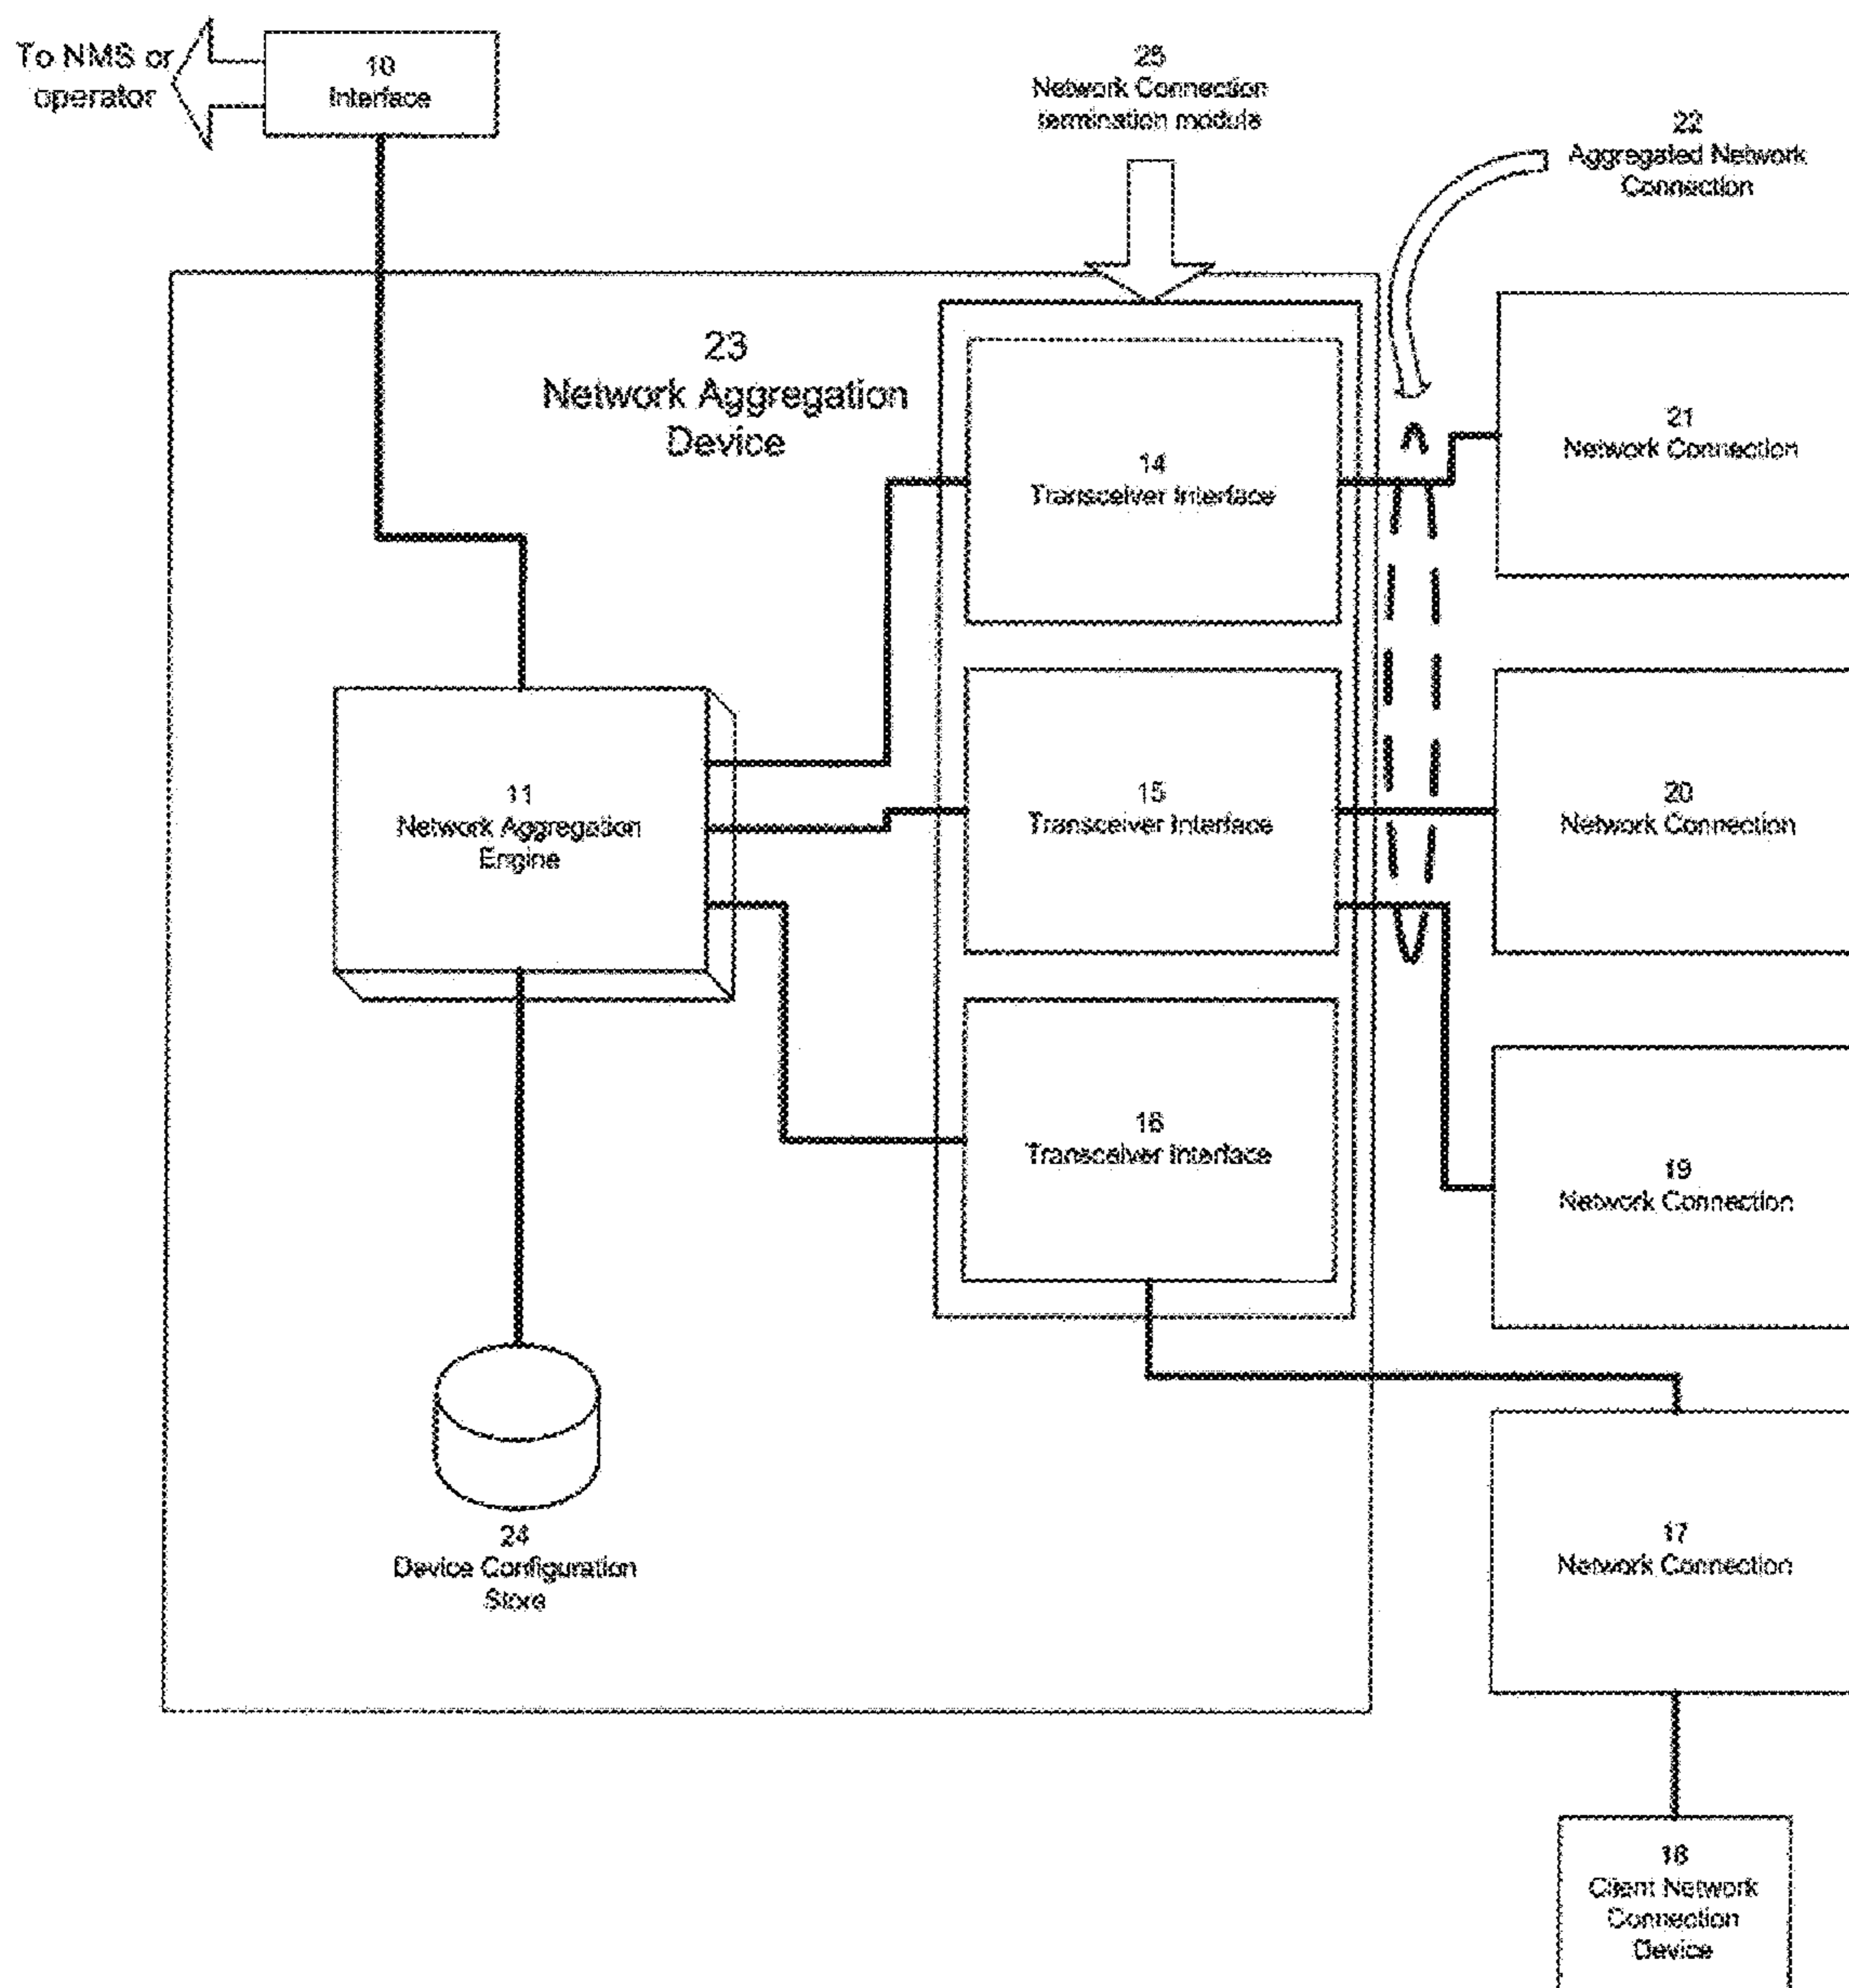 To NMS or
operator
10
Interface
25
Network Connection
termination module
22
Aggregated Network
Connection
23
Network Aggregation
Device
14
Transceiver Interface
21
Network Connection
11
Network Aggregation
Engine
15
Transceiver Interface
20
Network Connection
16
Transceiver Interface
19
Network Connection
24
Device Configuration
Store
17
Network Connection
18
Client Network
Connection
Device